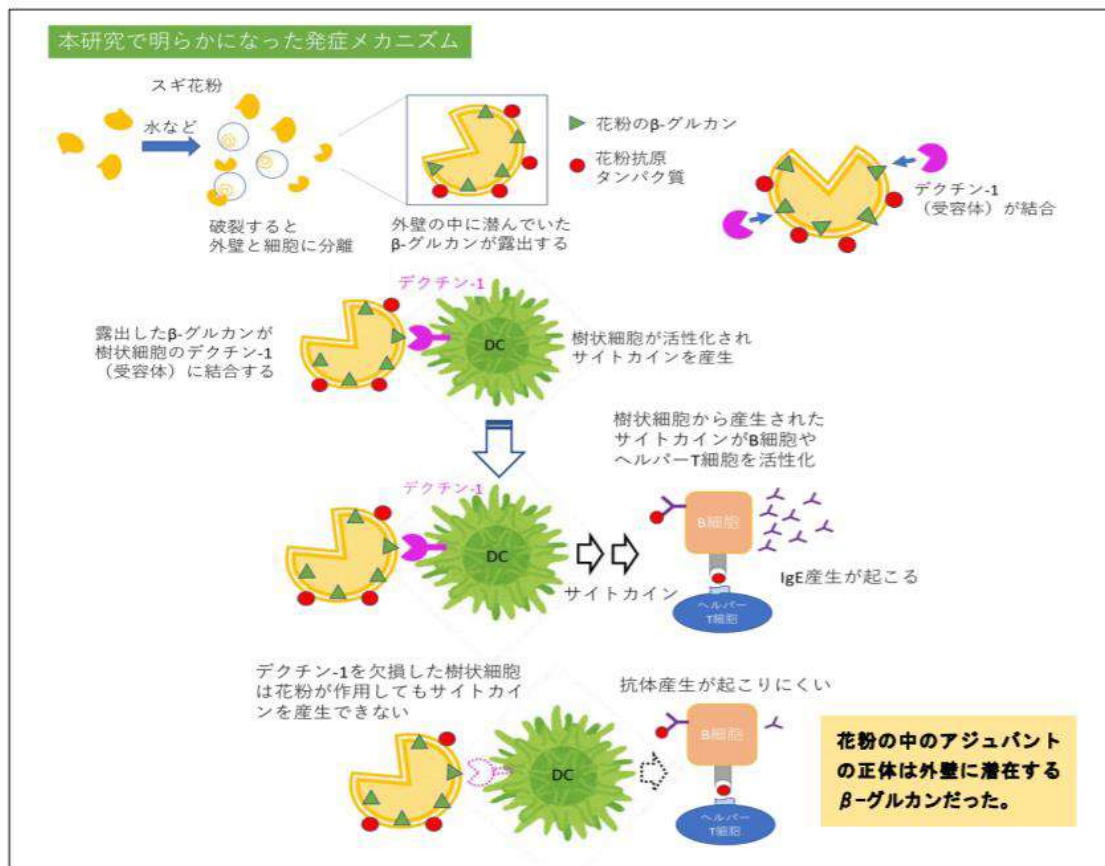 本研究で明らかになった発症メカニズム
スギ花粉
水など
破裂すると
外壁と細胞に分離
外壁の中に潜んでいた
β-グルカンが露出する
花粉のβ-グルカン
花粉抗原
タンパク質
デクチン-1
（受容体）が結合
デクチン-1
露出したβ-グルカンが
樹状細胞のデクチン-1
（受容体）に結合する
DC
樹状細胞が活性化され
サイトカインを産生
樹状細胞から産生された
サイトカインがB細胞や
ヘルパーT細胞を活性化
デクチン-1
DC
サイトカイン
B細胞
IgE産生が起こる
ヘルパー
T細胞
デクチン-1を欠損した樹状細胞
は花粉が作用してもサイトカイ
ンを産生できない
DC
抗体産生が起こりにくい
B細胞
ヘルパー
T細胞
花粉の中のアジュバント
の正体は外壁に潜在する
β-グルカンだった。